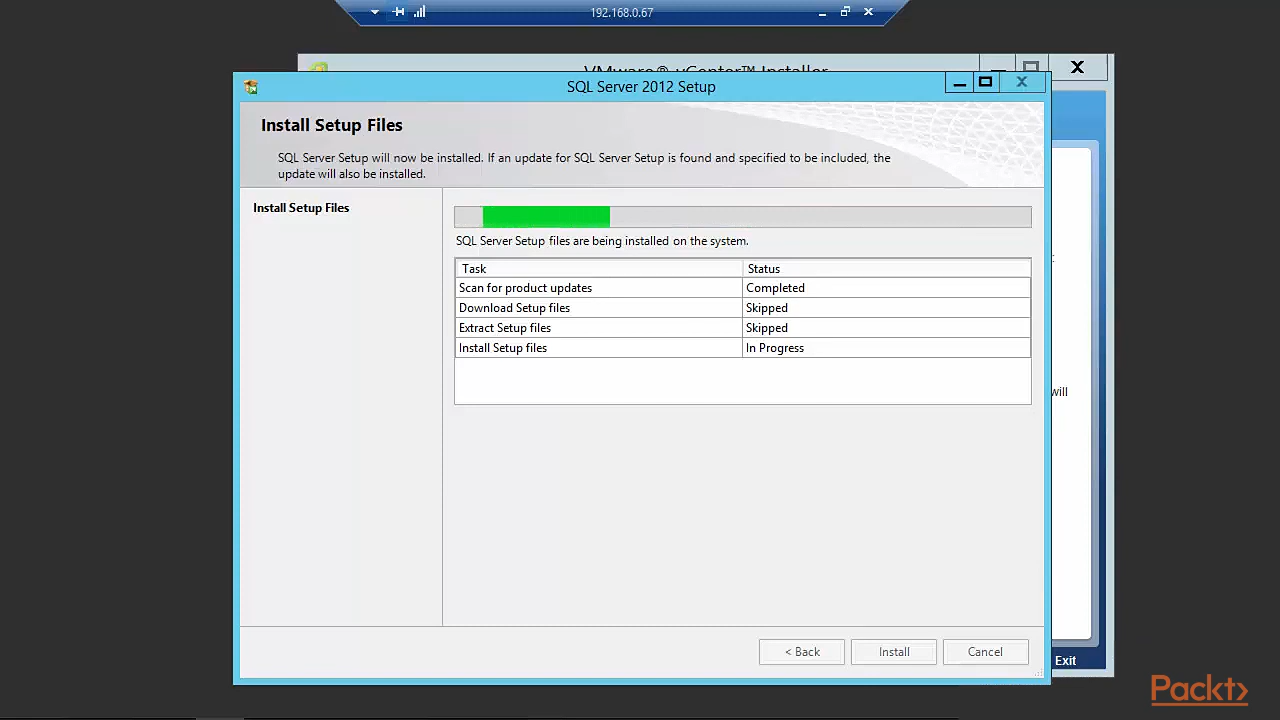 192.168.0.67
VMware® vCenter™ Installer
SQL Server 2012 Setup
Install Setup Files
SQL Server Setup will now be installed. If an update for SQL Server Setup is found and specified to be included, the
update will also be installed.
Install Setup Files
SQL Server Setup files are being installed on the system.
Task Status
Scan for product updates Completed
Download Setup files Skipped
Extract Setup files Skipped
Install Setup files In Progress
will
< Back Install Cancel
Exit
Packt>